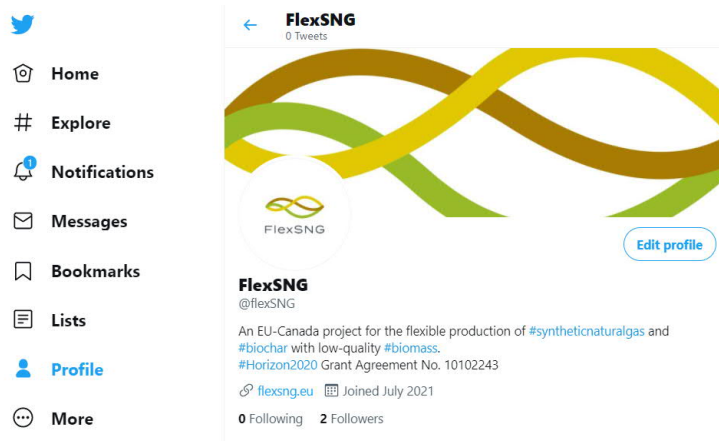 FlexSNG
0 Tweets
Home
Explore
1
Notifications
Messages
Bookmarks
Lists
Profile
More
FlexSNG
Edit profile
FlexSNG
@flexSNG
An EU-Canada project for the flexible production of #syntheticnaturalgas and
#biochar with low-quality #biomass.
#Horizon2020 Grant Agreement No. 10102243
flexsng.eu Joined July 2021
0 Following 2 Followers